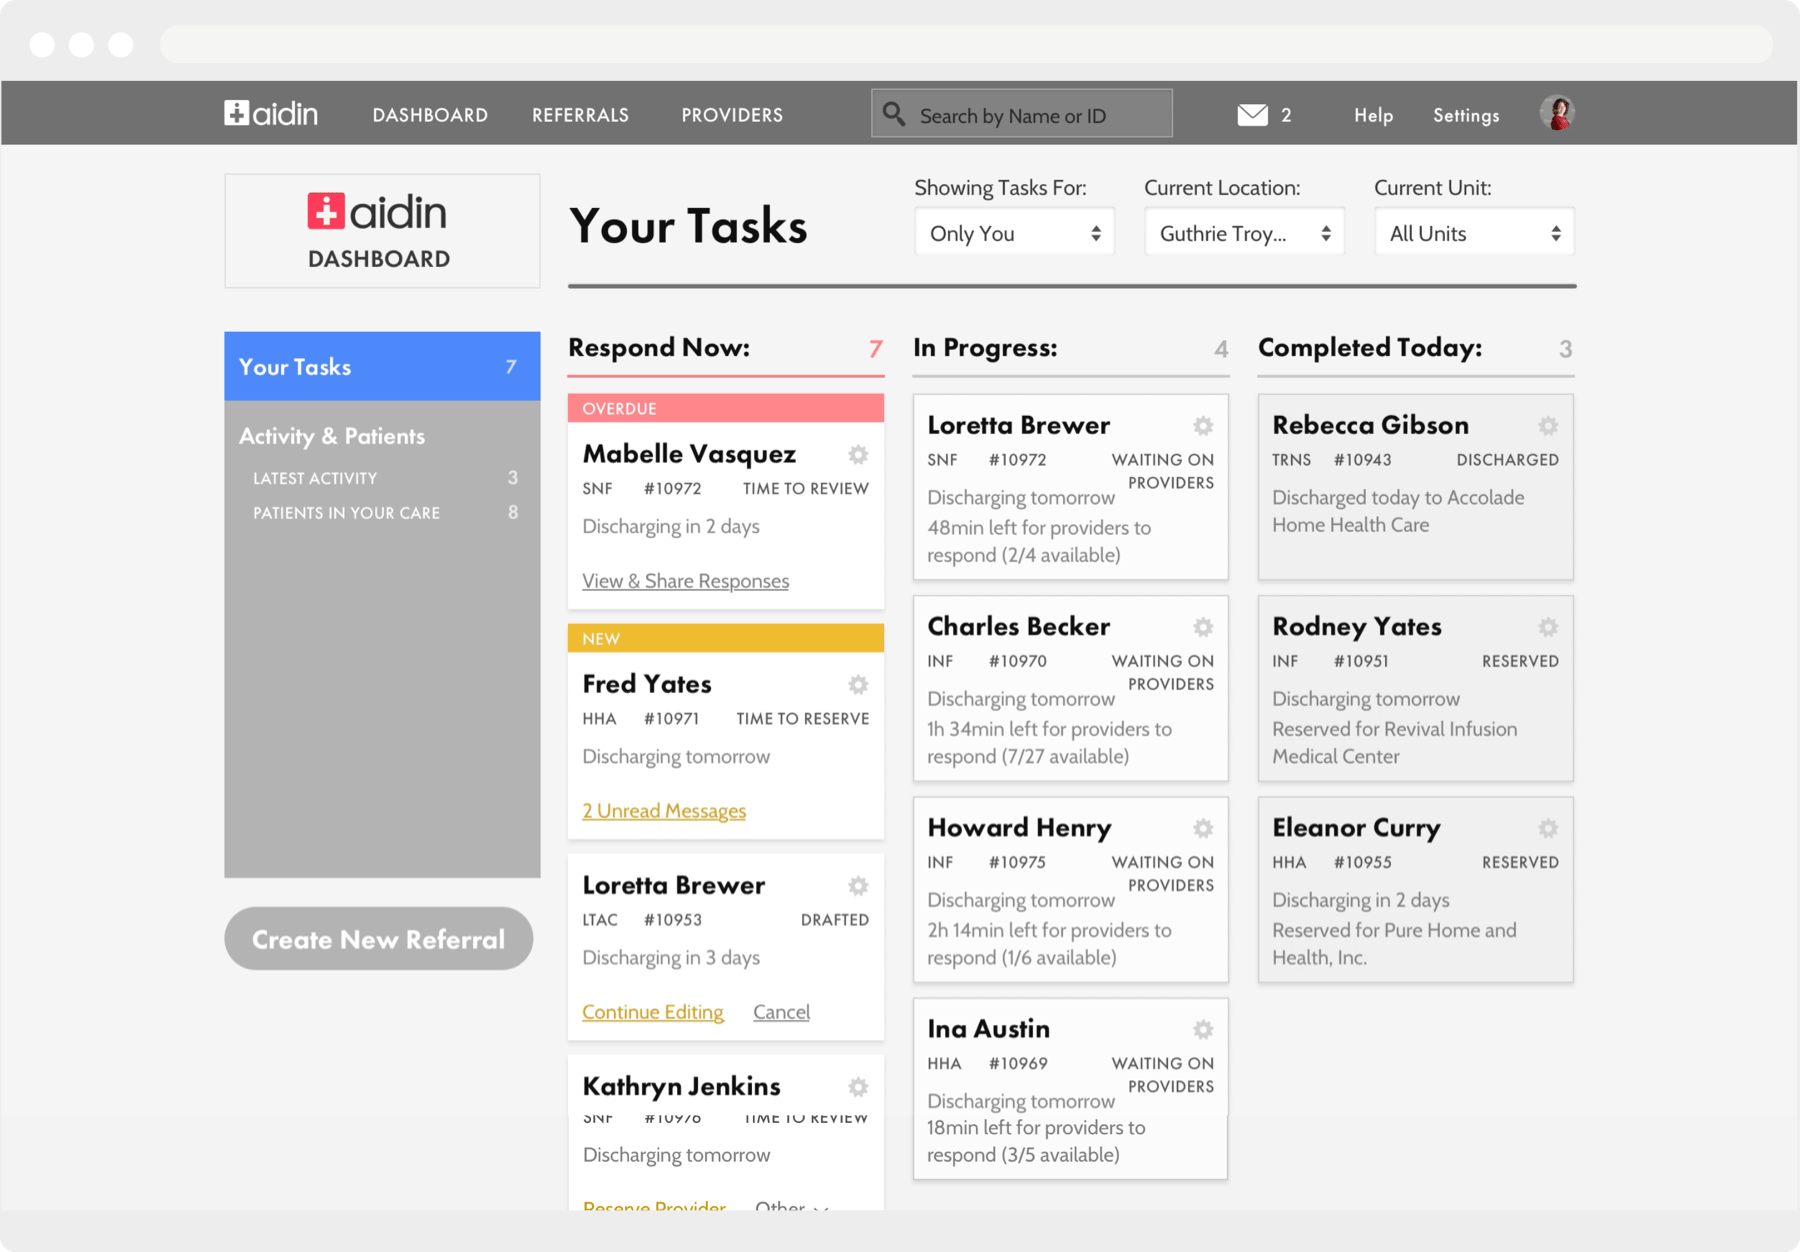 aidin
DASHBOARD
REFERRALS
PROVIDERS
Search by Name or ID
2
Help
Settings
aidin
DASHBOARD
Your Tasks
Showing Tasks For:
Only You
Current Location:
Guthrie Troy...
Current Unit:
All Units
Your Tasks 7
Activity & Patients
LATEST ACTIVITY 3
PATIENTS IN YOUR CARE 8
Create New Referral
Respond Now: 7
OVERDUE
Mabelle Vasquez
SNF #10972 TIME TO REVIEW
Discharging in 2 days
View & Share Responses
NEW
Fred Yates
HHA #10971 TIME TO RESERVE
Discharging tomorrow
2 Unread Messages
Loretta Brewer
LTAC #10953 DRAFTED
Discharging in 3 days
Continue Editing Cancel
Kathryn Jenkins
SNF #10976 TIME TO REVIEW
Discharging tomorrow
Reserve Provider Other
In Progress: 4
Loretta Brewer
SNF #10972 WAITING ON
PROVIDERS
Discharging tomorrow
48min left for providers to
respond (2/4 available)
Charles Becker
INF #10970 WAITING ON
PROVIDERS
Discharging tomorrow
1h 34min left for providers to
respond (7/27 available)
Howard Henry
INF #10975 WAITING ON
PROVIDERS
Discharging tomorrow
2h 14min left for providers to
respond (1/6 available)
Ina Austin
HHA #10969 WAITING ON
PROVIDERS
Discharging tomorrow
18min left for providers to
respond (3/5 available)
Completed Today: 3
Rebecca Gibson
TRNS #10943 DISCHARGED
Discharged today to Accolade
Home Health Care
Rodney Yates
INF #10951 RESERVED
Discharging tomorrow
Reserved for Revival Infusion
Medical Center
Eleanor Curry
HHA #10955 RESERVED
Discharging in 2 days
Reserved for Pure Home and
Health, Inc.